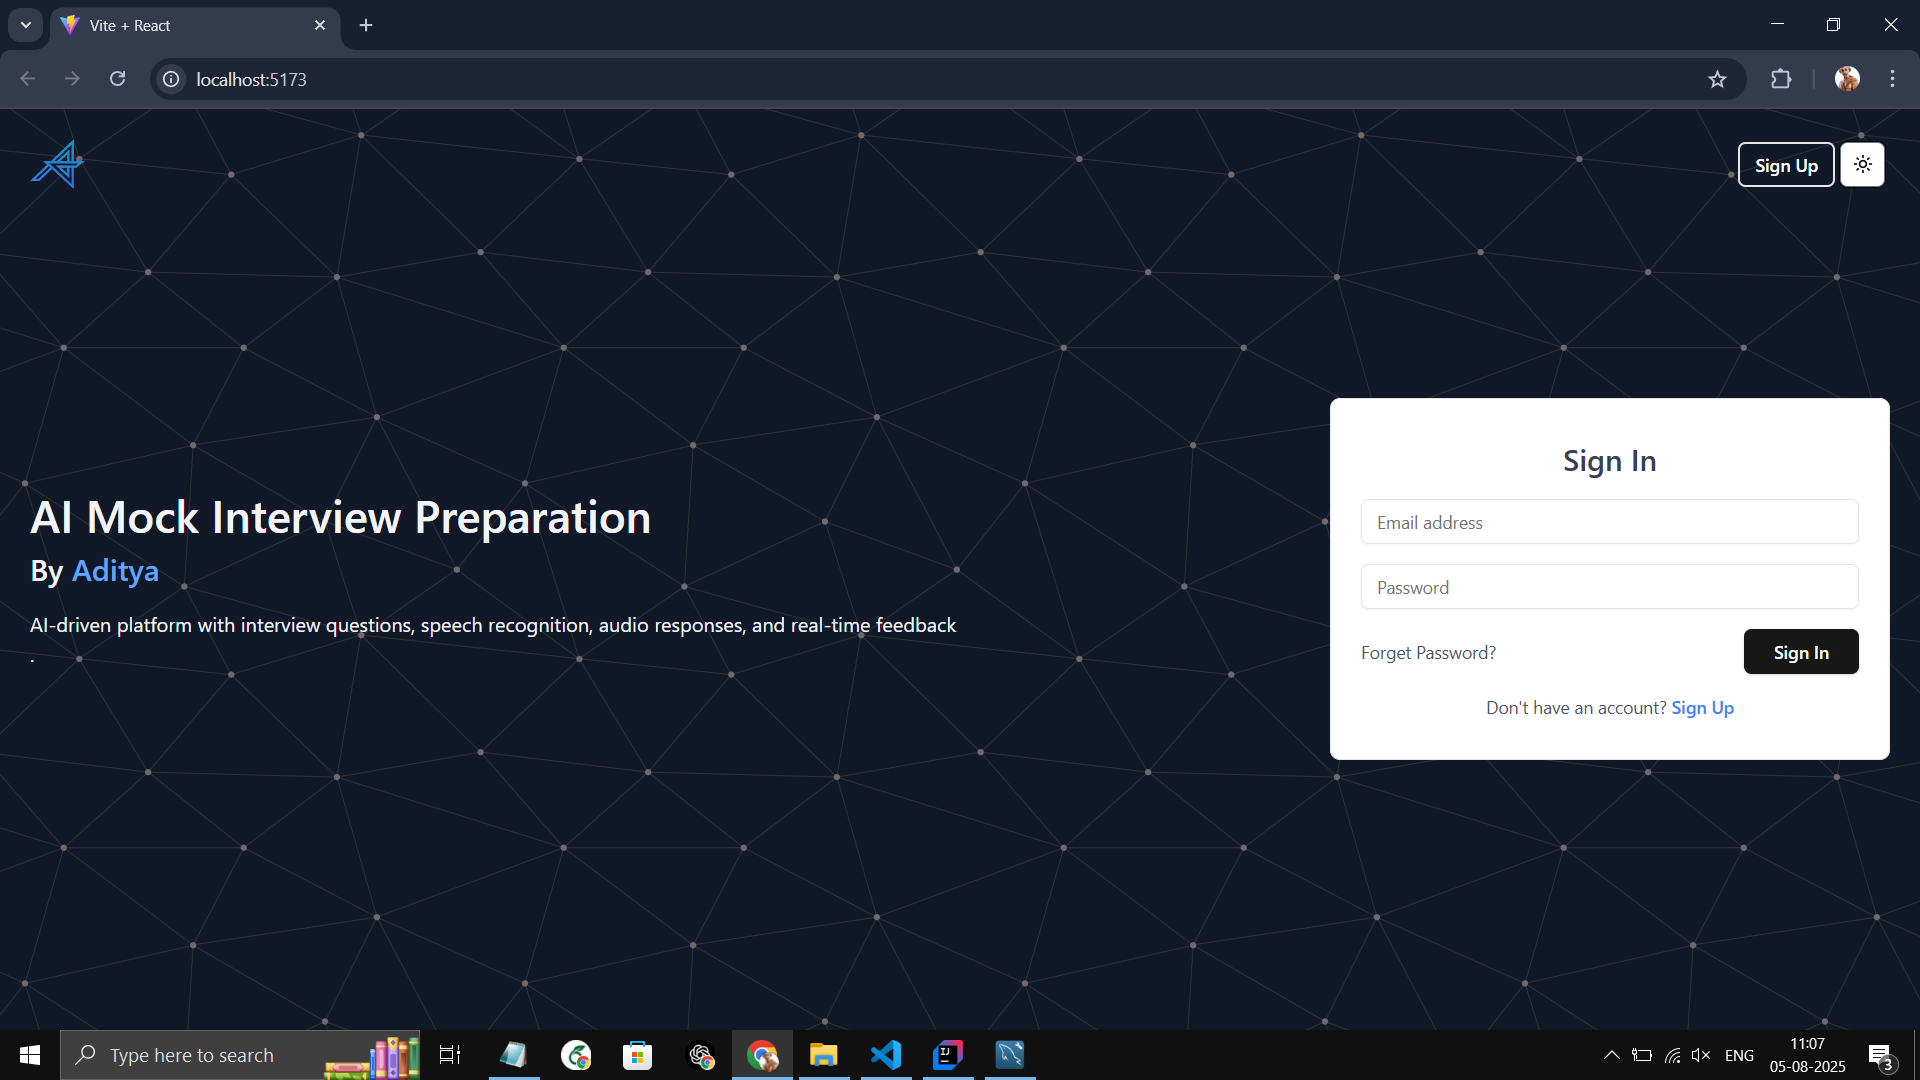 Vite + React
localhost:5173
Sign Up
AI Mock Interview Preparation
By Aditya
AI-driven platform with interview questions, speech recognition, audio responses, and real-time feedback
.
Sign In
Email address
Password
Forget Password?
Sign In
Don't have an account? Sign Up
Type here to search
IJ
ENG
11:07
05-08-2025
3